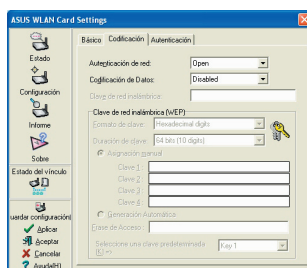 ASUS WLAN Card Settings
Básico Codificación Autenticación
Estado
Configuración
Informe
Sobre
Estado del vínculo
uardar configuración
Aplicar
Aceptar
Cancelar
Ayuda(H)
Autenticación de red: Open
Codificación de Datos: Disabled
Clave de red inalámbrica:
Clave de red inalámbrica (WEP)
Formato de clave: Hexadecimal digits
Duración de clave: 64 bits (10 digits)
Asignación manual
Clave 1
Clave 2
Clave 3
Clave 4
Generación Automática
Frase de Acceso:
Seleccione una clave predeterminada Key 1